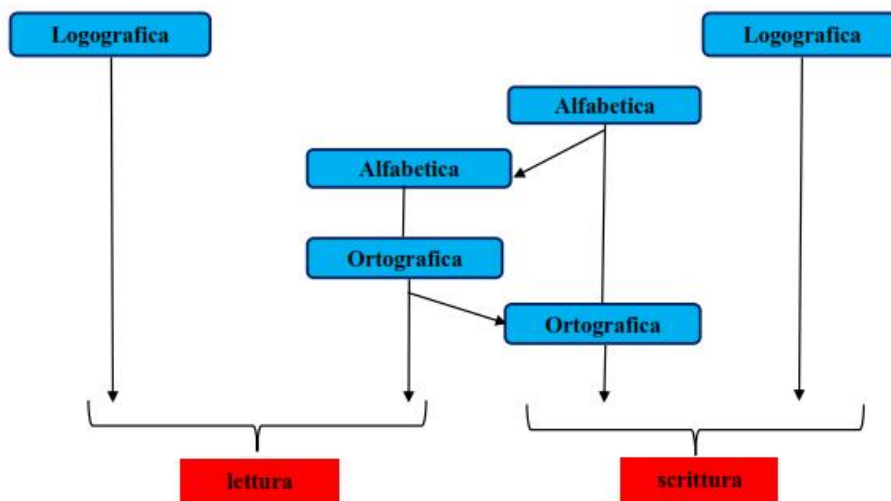 Logografica
Logografica
Alfabetica
Alfabetica
Ortografica
Ortografica
lettura
scrittura